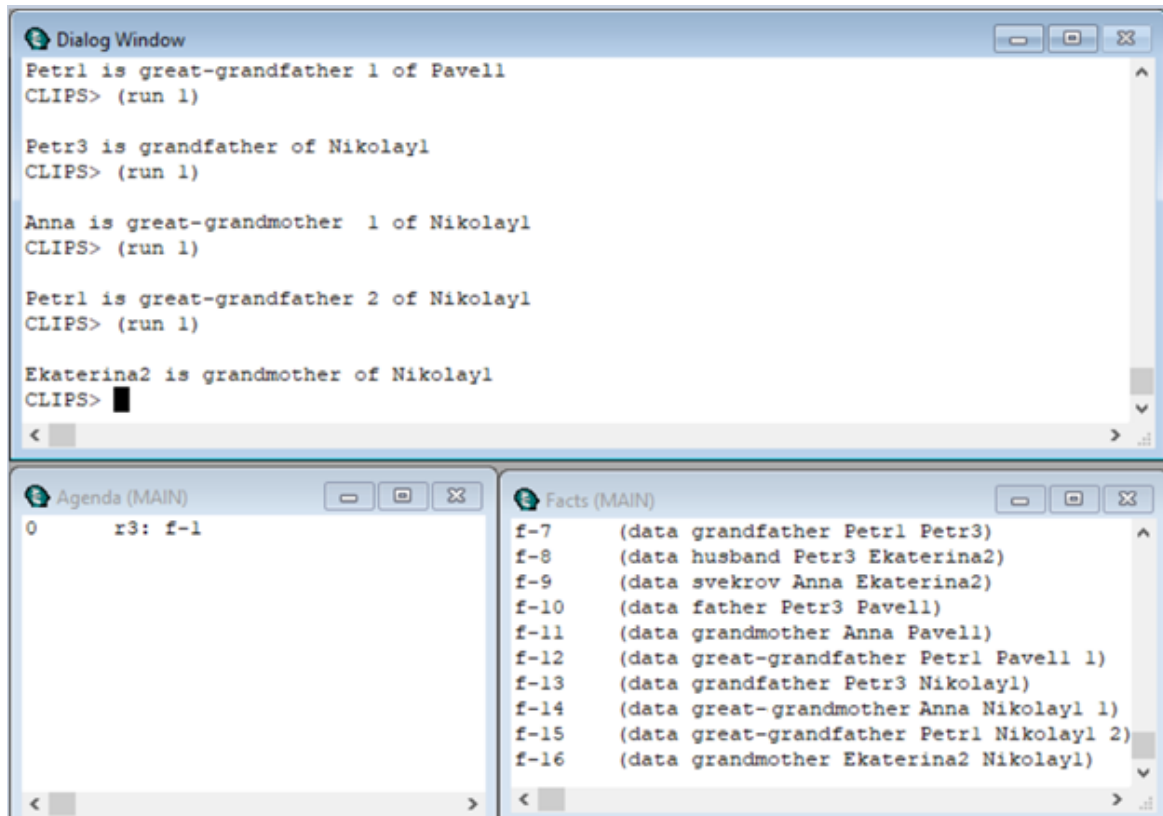 Dialog Window
Petr1 is great-grandfather 1 of Pavel1
CLIPS> (run 1)
Petr3 is grandfather of Nikolay1
CLIPS> (run 1)
Anna is great-grandmother  1 of Nikolay1
CLIPS> (run 1)
Petr1 is great-grandfather 2 of Nikolay1
CLIPS> (run 1)
Ekaterina2 is grandmother of Nikolay1
CLIPS>
Agenda (MAIN)
0 r3: f-1
Facts (MAIN)
f-7 (data grandfather Petr1 Petr3)
f-8 (data husband Petr3 Ekaterina2)
f-9 (data svekrov Anna Ekaterina2)
f-10 (data father Petr3 Pavel1)
f-11 (data grandmother Anna Pavel1)
f-12 (data great-grandfather Petr1 Pavel1 1)
f-13 (data grandfather Petr3 Nikolay1)
f-14 (data great-grandmother Anna Nikolay1 1)
f-15 (data great-grandfather Petr1 Nikolay1 2)
f-16 (data grandmother Ekaterina2 Nikolay1)